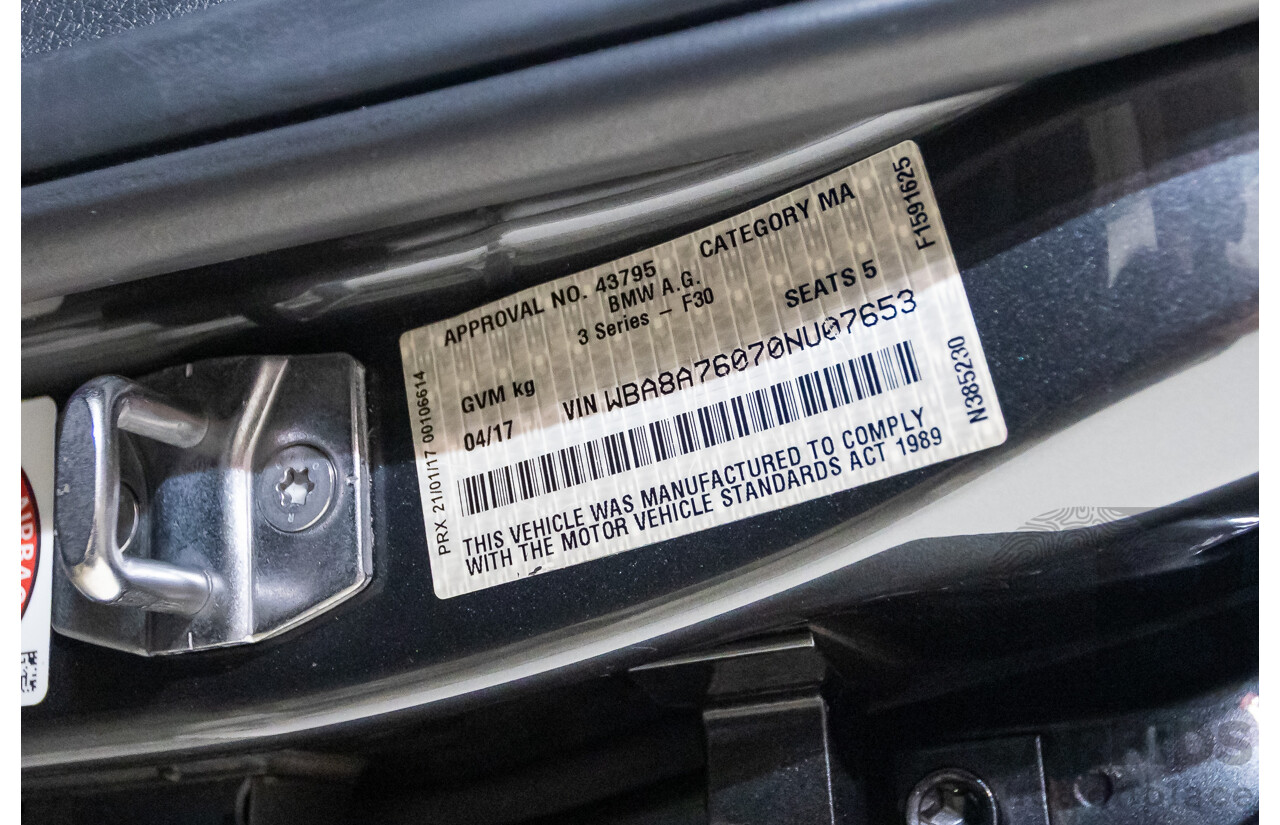 APPROVAL NO. 43795 CATEGORY MA
BMW A.G.
3 Series – F30
GVM kg SEATS 5
04/17 VIN WBA8A76070NU07653
THIS VEHICLE WAS MANUFACTURED TO COMPLY
WITH THE MOTOR VEHICLE STANDARDS ACT 1989
PRX 21/01/17 00106614
F1591625
N385230
AIRBAG